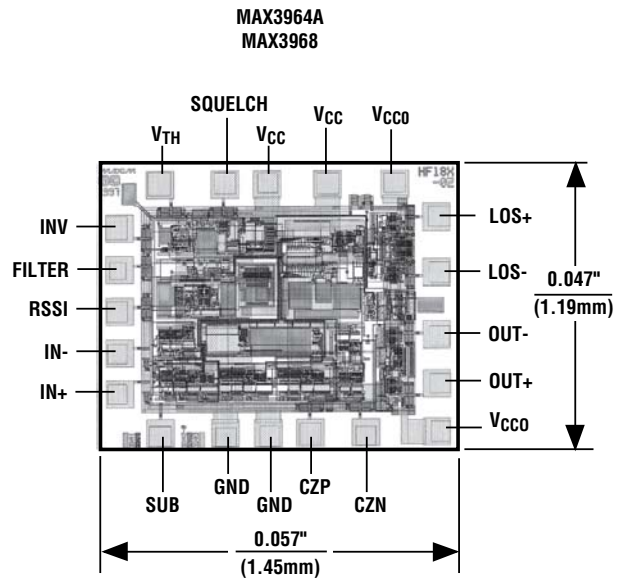 MAX3964A
MAX3968
SQUELCH
VTH
VCC
VCC
VCCO
HF18X
-02
997
INV
FILTER
RSSI
IN-
IN+
LOS+
LOS-
OUT-
OUT+
VCCO
0.047"
(1.19mm)
SUB
GND
GND
CZP
CZN
0.057"
(1.45mm)